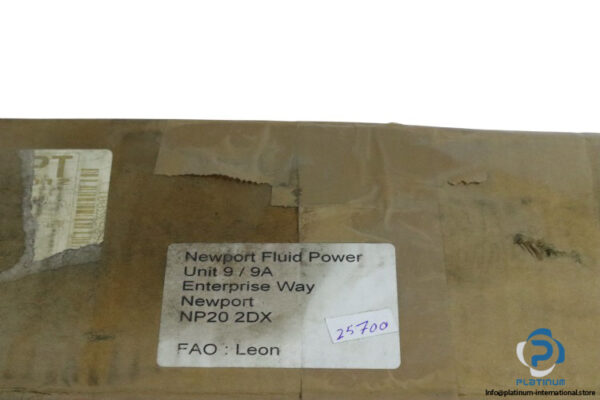 PT
Newport Fluid Power
Unit 9 / 9A
Enterprise Way
Newport
NP20 2DX
FAO : Leon
25700
PLATINUM
Info@platinum-international.store